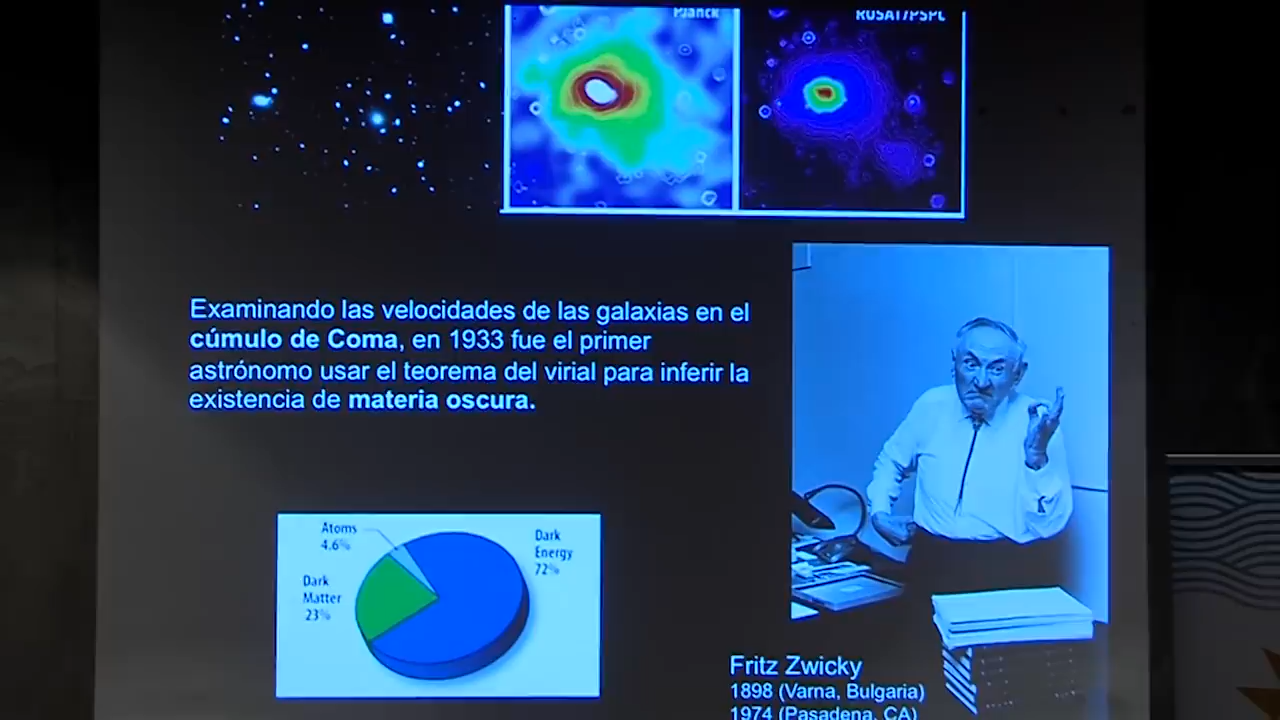 Planck
ROSAT/PSPC
Examinando las velocidades de las galaxias en el
cúmulo de Coma, en 1933 fue el primer
astrónomo usar el teorema del virial para inferir la
existencia de materia oscura.
Atoms
4.6%
Dark
Energy
72%
Dark
Matter
23%
Fritz Zwicky
1898 (Varna, Bulgaria)
1974 (Pasadena, CA)